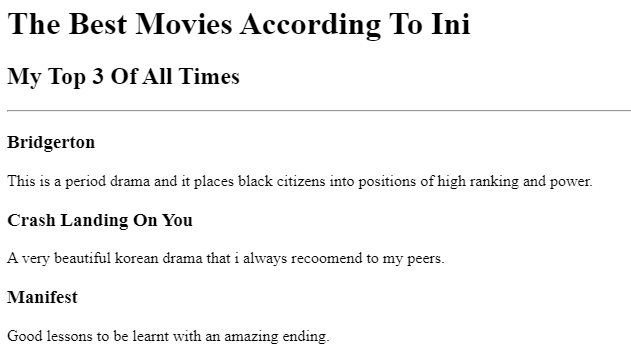 The Best Movies According To Ini
My Top 3 Of All Times
Bridgerton
This is a period drama and it places black citizens into positions of high ranking and power.
Crash Landing On You
A very beautiful korean drama that i always recoomend to my peers.
Manifest
Good lessons to be learnt with an amazing ending.